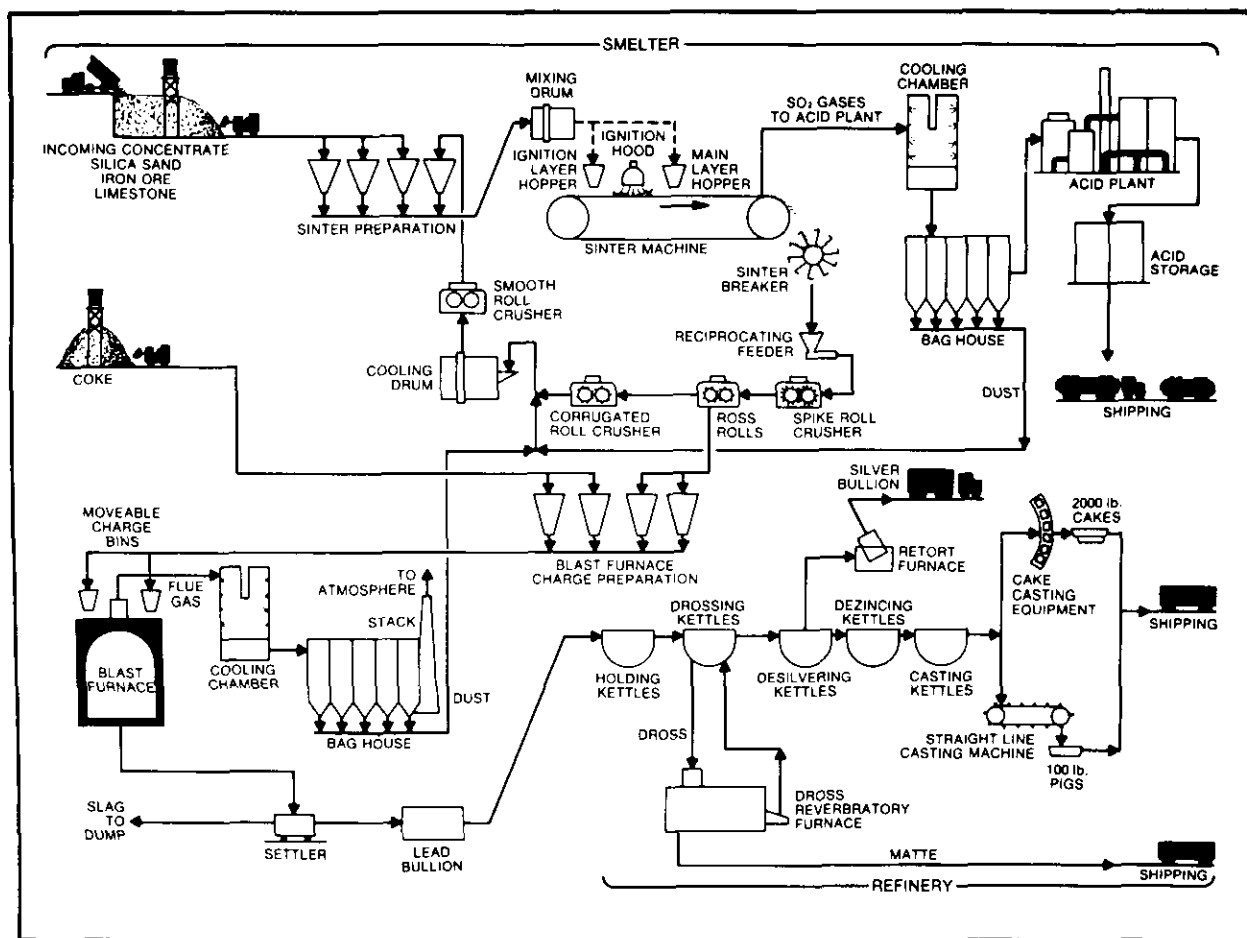 SMELTER
INCOMING CONCENTRATE
SILICA SAND
IRON ORE
LIMESTONE
SINTER PREPARATION
MIXING
DRUM
IGNITION
LAYER
HOPPER
IGNITION
HOOD
MAIN
LAYER
HOPPER
SINTER MACHINE
SO₂ GASES
TO ACID PLANT
COOLING
CHAMBER
ACID PLANT
ACID
STORAGE
SHIPPING
BAG HOUSE
DUST
SINTER
BREAKER
RECIPROCATING
FEEDER
SPIKE ROLL
CRUSHER
ROSS
ROLLS
CORRUGATED
ROLL CRUSHER
COOLING
DRUM
SMOOTH
ROLL
CRUSHER
COKE
BLAST FURNACE
CHARGE PREPARATION
MOVEABLE
CHARGE
BINS
FLUE
GAS
BLAST
FURNACE
COOLING
CHAMBER
TO
ATMOSPHERE
STACK
DUST
BAG HOUSE
SLAG
TO
DUMP
SETTLER
LEAD
BULLION
HOLDING
KETTLES
DROSSING
KETTLES
DESILVERING
KETTLES
DEZINCING
KETTLES
CASTING
KETTLES
SILVER
BULLION
RETORT
FURNACE
CAKE
CASTING
EQUIPMENT
2000 lb.
CAKES
SHIPPING
STRAIGHT LINE
CASTING MACHINE
100 lb.
PIGS
DROSS
DROSS
REVERBRATORY
FURNACE
MATTE
SHIPPING
REFINERY